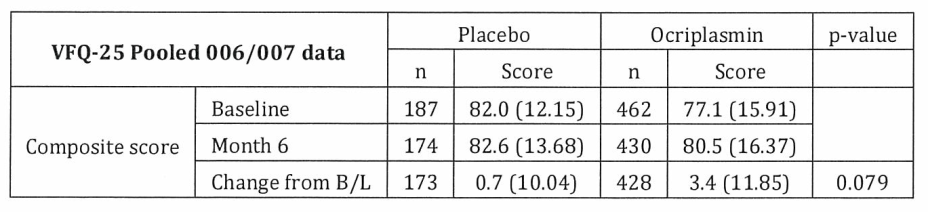 VFQ-25 Pooled 006/007 data Placebo Ocriplasmin p-value
n Score n Score
Composite score Baseline 187 82.0 (12.15) 462 77.1 (15.91)
Month 6 174 82.6 (13.68) 430 80.5 (16.37)
Change from B/L 173 0.7 (10.04) 428 3.4 (11.85) 0.079